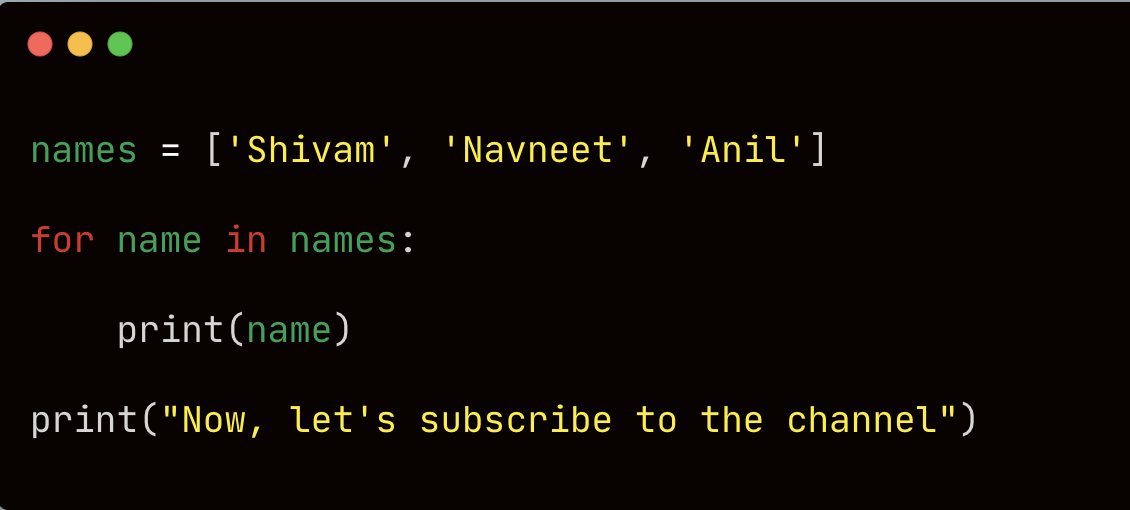 names = ['Shivam', 'Navneet', 'Anil']
for name in names:
    print(name)
print("Now, let's subscribe to the channel")